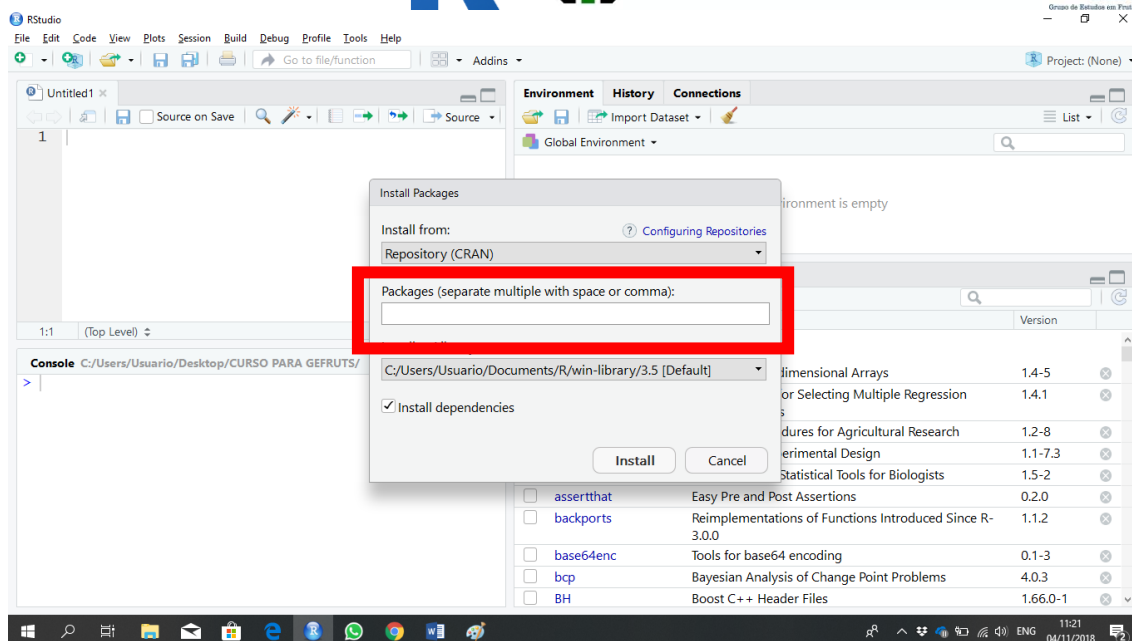 Grupo de Estudos em Frut
RStudio
File Edit Code View Plots Session Build Debug Profile Tools Help
Go to file/function
Addins
Project: (None)
Untitled1
Source on Save
Source
1
1:1 (Top Level)
Console C:/Users/Usuario/Desktop/CURSO PARA GEFRUTS/
>
Environment History Connections
Import Dataset
List
Global Environment
ironment is empty
Install Packages
Install from:
Configuring Repositories
Repository (CRAN)
Packages (separate multiple with space or comma):
C:/Users/Usuario/Documents/R/win-library/3.5 [Default]
Install dependencies
Install Cancel
Version
dimensional Arrays 1.4-5
or Selecting Multiple Regression 1.4.1
s
dures for Agricultural Research 1.2-8
erimental Design 1.1-7.3
Statistical Tools for Biologists 1.5-2
assertthat Easy Pre and Post Assertions 0.2.0
backports Reimplementations of Functions Introduced Since R- 1.1.2
3.0.0
base64enc Tools for base64 encoding 0.1-3
bcp Bayesian Analysis of Change Point Problems 4.0.3
BH Boost C++ Header Files 1.66.0-1
ENG
11:21
04/11/2018